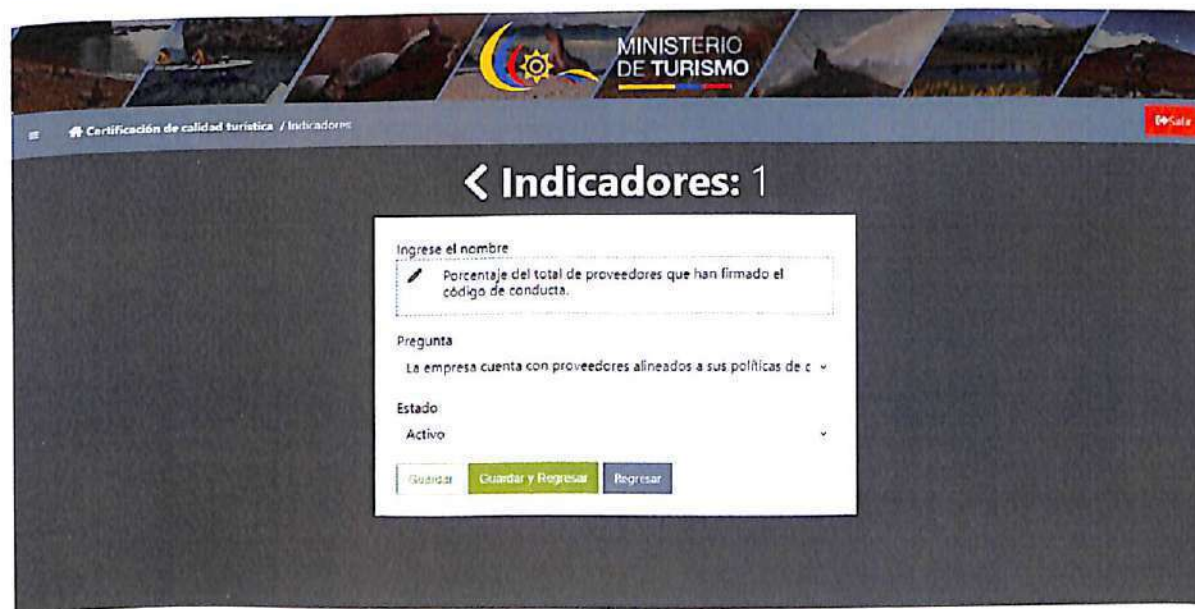 MINISTERIO
DE TURISMO
Certificación de calidad turística / Indicadores
Salir
Indicadores: 1
Ingrese el nombre
Porcentaje del total de proveedores que han firmado el
código de conducta.
Pregunta
La empresa cuenta con proveedores alineados a sus políticas de c
Estado
Activo
Guardar
Guardar y Regresar
Regresar